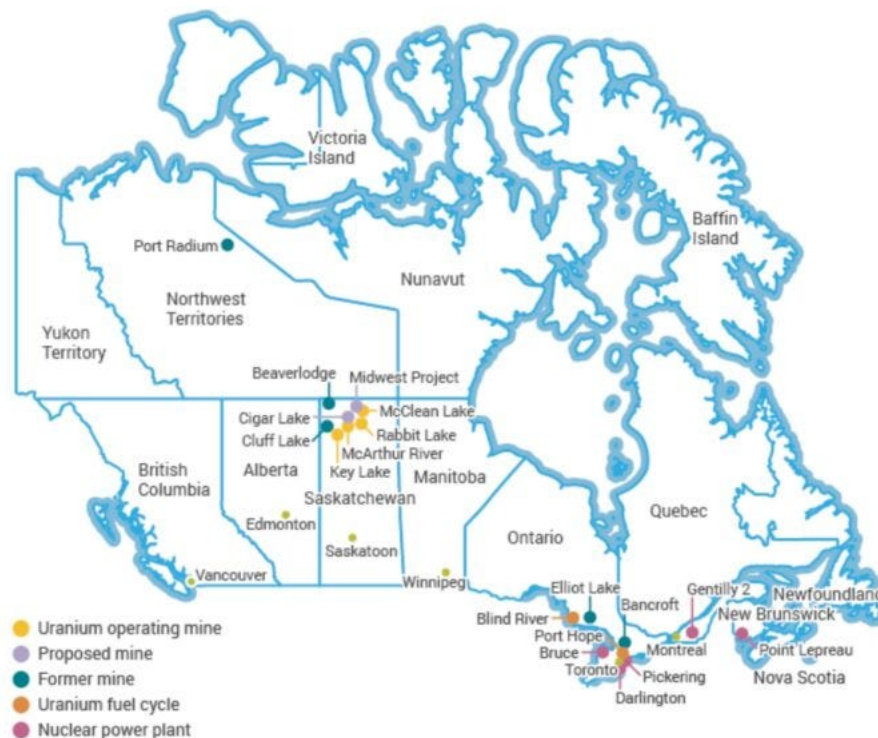 Victoria
Island
Baffin
Island
Port Radium
Nunavut
Northwest
Territories
Yukon
Territory
Beaverlodge
Midwest Project
Cigar Lake
McClean Lake
Cluff Lake
Rabbit Lake
McArthur River
Key Lake
British
Columbia
Alberta
Manitoba
Saskatchewan
Edmonton
Saskatoon
Vancouver
Winnipeg
Ontario
Quebec
Elliot Lake
Gentilly 2
Newfoundland
Blind River
Bancroft
New Brunswick
Port Hope
Bruce
Montreal
Point Lepreau
Toronto
Pickering
Nova Scotia
Darlington
Uranium operating mine
Proposed mine
Former mine
Uranium fuel cycle
Nuclear power plant